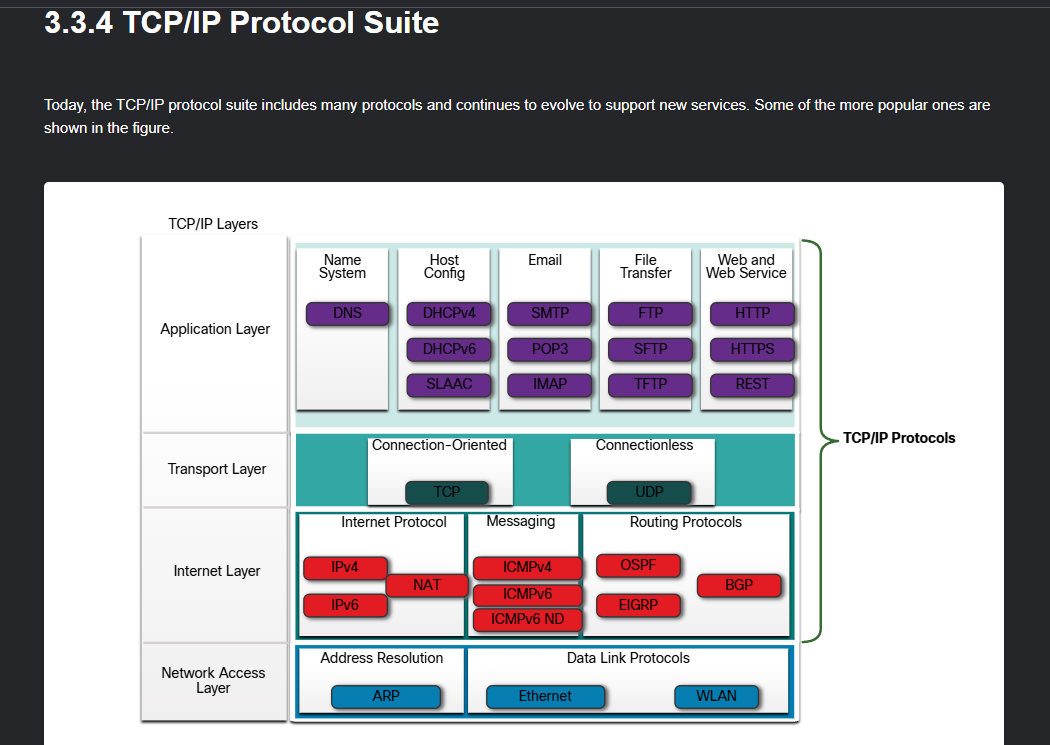 3.3.4 TCP/IP Protocol Suite
Today, the TCP/IP protocol suite includes many protocols and continues to evolve to support new services. Some of the more popular ones are
shown in the figure.
TCP/IP Layers
Application Layer
Name
System
DNS
Host
Config
DHCPv4
DHCPv6
SLAAC
Email
SMTP
POP3
IMAP
File
Transfer
FTP
SFTP
TFTP
Web and
Web Service
HTTP
HTTPS
REST
TCP/IP Protocols
Transport Layer
Connection-Oriented
TCP
Connectionless
UDP
Internet Layer
Internet Protocol
IPv4
NAT
IPv6
Messaging
ICMPv4
ICMPv6
ICMPv6 ND
Routing Protocols
OSPF
BGP
EIGRP
Network Access
Layer
Address Resolution
ARP
Data Link Protocols
Ethernet
WLAN